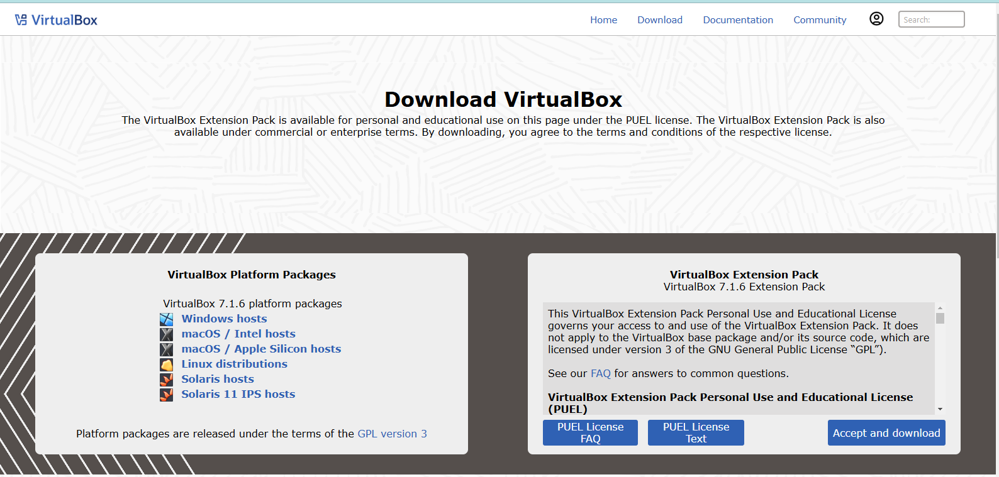 VirtualBox
Home
Download
Documentation
Community
Search:
Download VirtualBox
The VirtualBox Extension Pack is available for personal and educational use on this page under the PUEL license. The VirtualBox Extension Pack is also
available under commercial or enterprise terms. By downloading, you agree to the terms and conditions of the respective license.
VirtualBox Platform Packages
VirtualBox 7.1.6 platform packages
Windows hosts
macOS / Intel hosts
macOS / Apple Silicon hosts
Linux distributions
Solaris hosts
Solaris 11 IPS hosts
Platform packages are released under the terms of the GPL version 3
VirtualBox Extension Pack
VirtualBox 7.1.6 Extension Pack
This VirtualBox Extension Pack Personal Use and Educational License
governs your access to and use of the VirtualBox Extension Pack. It does
not apply to the VirtualBox base package and/or its source code, which are
licensed under version 3 of the GNU General Public License “GPL”).
See our FAQ for answers to common questions.
VirtualBox Extension Pack Personal Use and Educational License
(PUEL)
PUEL License
FAQ
PUEL License
Text
Accept and download